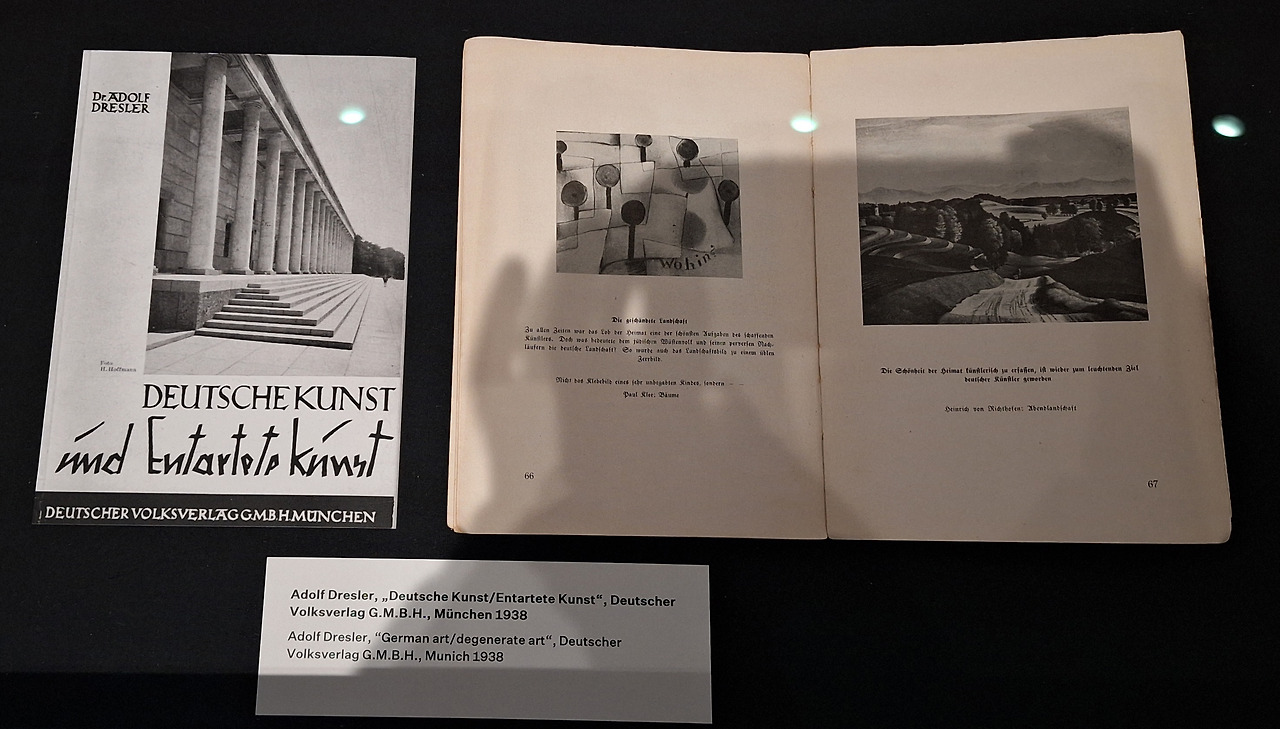 Dr. ADOLF
DRESLER
Foto:
H. Hoffmann
DEUTSCHE KUNST
und Entartete Kunst
DEUTSCHER VOLKSVERLAG G.M.B.H. MÜNCHEN
wohin?
Die geschändete Landschaft
Zu allen Zeiten war das Lob der Heimat eine der schönsten Aufgaben des schaffenden
Künstlers. Doch was bedeutete dem jüdischen Wüstenvolk und seinen perversen Nach-
läufern die deutsche Landschaft? So wurde auch das Landschaftsbild zu einem üblen
Zerrbild.
Nicht das Klebebild eines sehr unbegabten Kindes, sondern — —
Paul Klee: Bäume
66
Die Schönheit der Heimat künstlerisch zu erfassen, ist wieder zum leuchtenden Ziel
deutscher Künstler geworden
Heinrich von Richthofen: Abendlandschaft
67
Adolf Dresler, „Deutsche Kunst/Entartete Kunst“, Deutscher
Volksverlag G.M.B.H., München 1938
Adolf Dresler, “German art/degenerate art“, Deutscher
Volksverlag G.M.B.H., Munich 1938